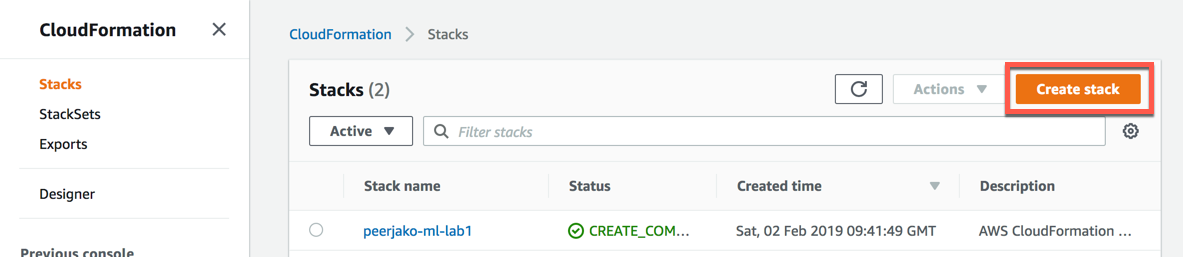 CloudFormation
Stacks
StackSets
Exports
Designer
Previous console
CloudFormation > Stacks
Stacks (2)
Actions
Create stack
Active
Filter stacks
Stack name Status Created time Description
peerjako-ml-lab1 CREATE_COM... Sat, 02 Feb 2019 09:41:49 GMT AWS CloudFormation ...